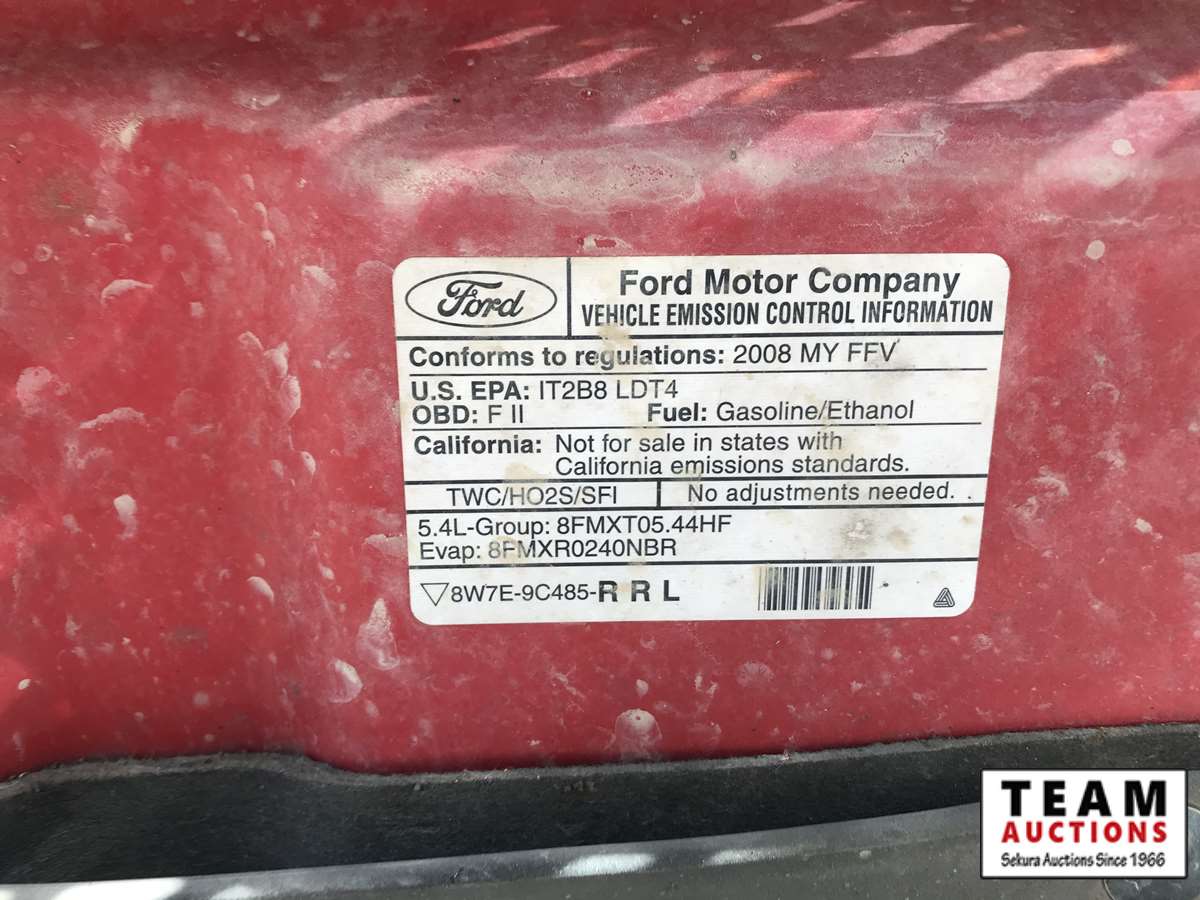 Ford
Ford Motor Company
VEHICLE EMISSION CONTROL INFORMATION
Conforms to regulations: 2008 MY FFV
U.S. EPA: IT2B8 LDT4
OBD: F II Fuel: Gasoline/Ethanol
California: Not for sale in states with
California emissions standards.
TWC/HO2S/SFI No adjustments needed. .
5.4L-Group: 8FMXT05.44HF
Evap: 8FMXR0240NBR
8W7E-9C485-R R L
TEAM
AUCTIONS
Sekura Auctions Since 1966